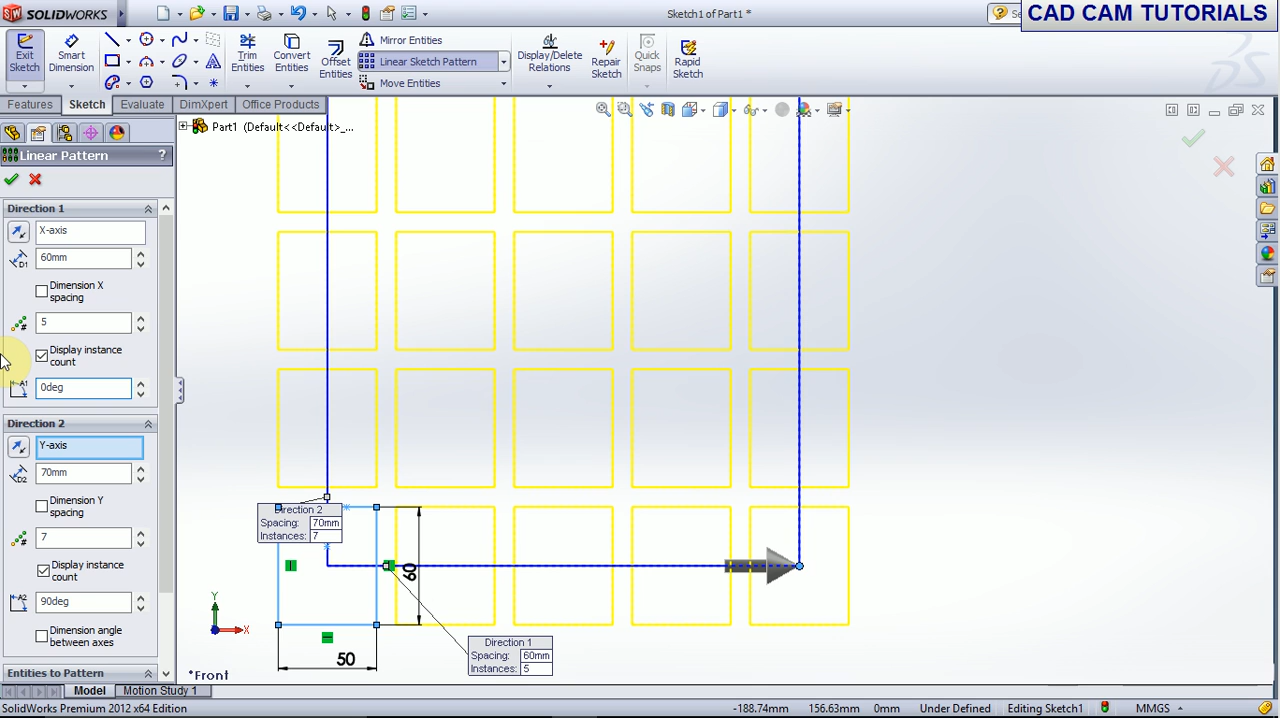 SOLIDWORKS
Sketch1 of Part1 *
CAD CAM TUTORIALS
Exit
Sketch
Smart
Dimension
Trim
Entities
Convert
Entities
Offset
Entities
Mirror Entities
Linear Sketch Pattern
Move Entities
Display/Delete
Relations
Repair
Sketch
Quick
Snaps
Rapid
Sketch
Features
Sketch
Evaluate
DimXpert
Office Products
Part1 (Default<<Default>_...
Linear Pattern
?
Direction 1
X-axis
60mm
Dimension X
spacing
5
Display instance
count
0deg
Direction 2
Y-axis
70mm
Dimension Y
spacing
7
Display instance
count
90deg
Dimension angle
between axes
Entities to Pattern
Direction 2
Spacing: 70mm
Instances: 7
60
50
Direction 1
Spacing: 60mm
Instances: 5
Y
X
*Front
Model
Motion Study 1
SolidWorks Premium 2012 x64 Edition
-188.74mm
156.63mm
0mm
Under Defined
Editing Sketch1
MMGS